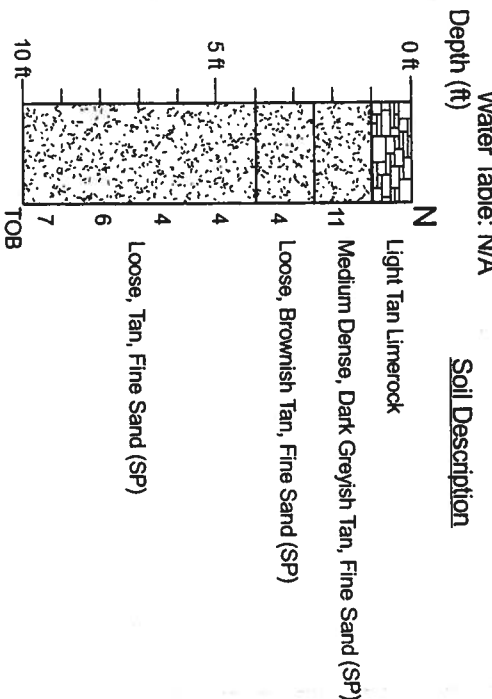 Water Table: N/A
Depth (ft)
Soil Description
N
0 ft
Light Tan Limerock
11
Medium Dense, Dark Greyish Tan, Fine Sand (SP)
4
Loose, Brownish Tan, Fine Sand (SP)
5 ft
4
4
Loose, Tan, Fine Sand (SP)
6
7
10 ft
TOB